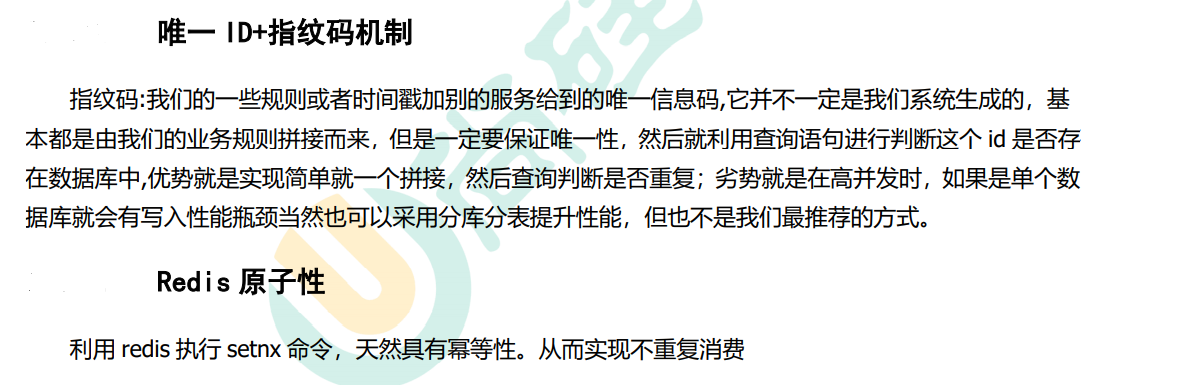 唯一 ID+指纹码机制
指纹码:我们的一些规则或者时间戳加别的服务给到的唯一信息码,它并不一定是我们系统生成的，基
本都是由我们的业务规则拼接而来，但是一定要保证唯一性，然后就利用查询语句进行判断这个 id 是否存
在数据库中,优势就是实现简单就一个拼接，然后查询判断是否重复；劣势就是在高并发时，如果是单个数
据库就会有写入性能瓶颈当然也可以采用分库分表提升性能，但也不是我们最推荐的方式。
Redis 原子性
利用 redis 执行 setnx 命令，天然具有幂等性。从而实现不重复消费
尚硅